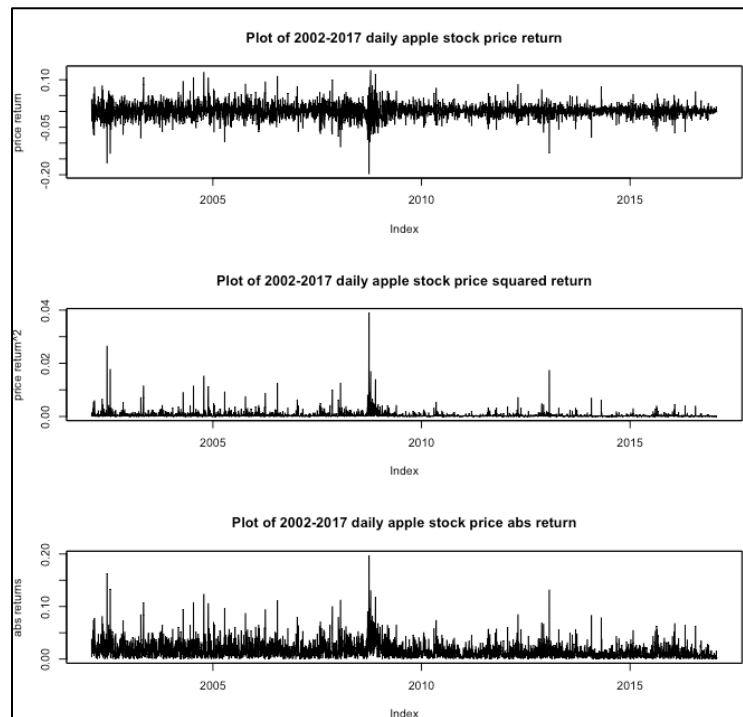 Plot of 2002-2017 daily apple stock price return
price return
0.10
-0.05
-0.20
2005 2010 2015
Index
Plot of 2002-2017 daily apple stock price squared return
price return^2
0.04
0.02
0.00
2005 2010 2015
Index
Plot of 2002-2017 daily apple stock price abs return
abs returns
0.20
0.10
0.00
2005 2010 2015
Index